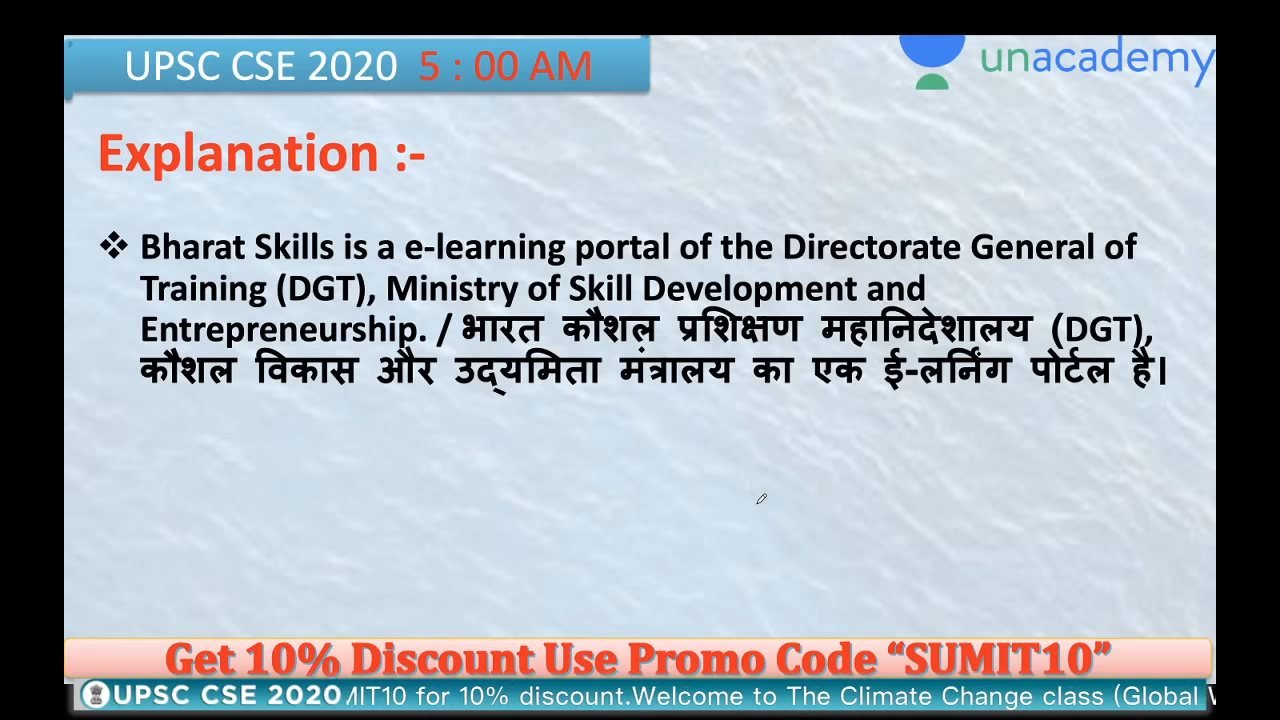 UPSC CSE 2020 5 : 00 AM
unacademy
Explanation :-
❖ Bharat Skills is a e-learning portal of the Directorate General of
Training (DGT), Ministry of Skill Development and
Entrepreneurship. / भारत कौशल प्रशिक्षण महानिदेशालय (DGT),
कौशल विकास और उद्यमिता मंत्रालय का एक ई-लर्निंग पोर्टल है।
Get 10% Discount Use Promo Code “SUMIT10”
UPSC CSE 2020 MIT10 for 10% discount.Welcome to The Climate Change class (Global